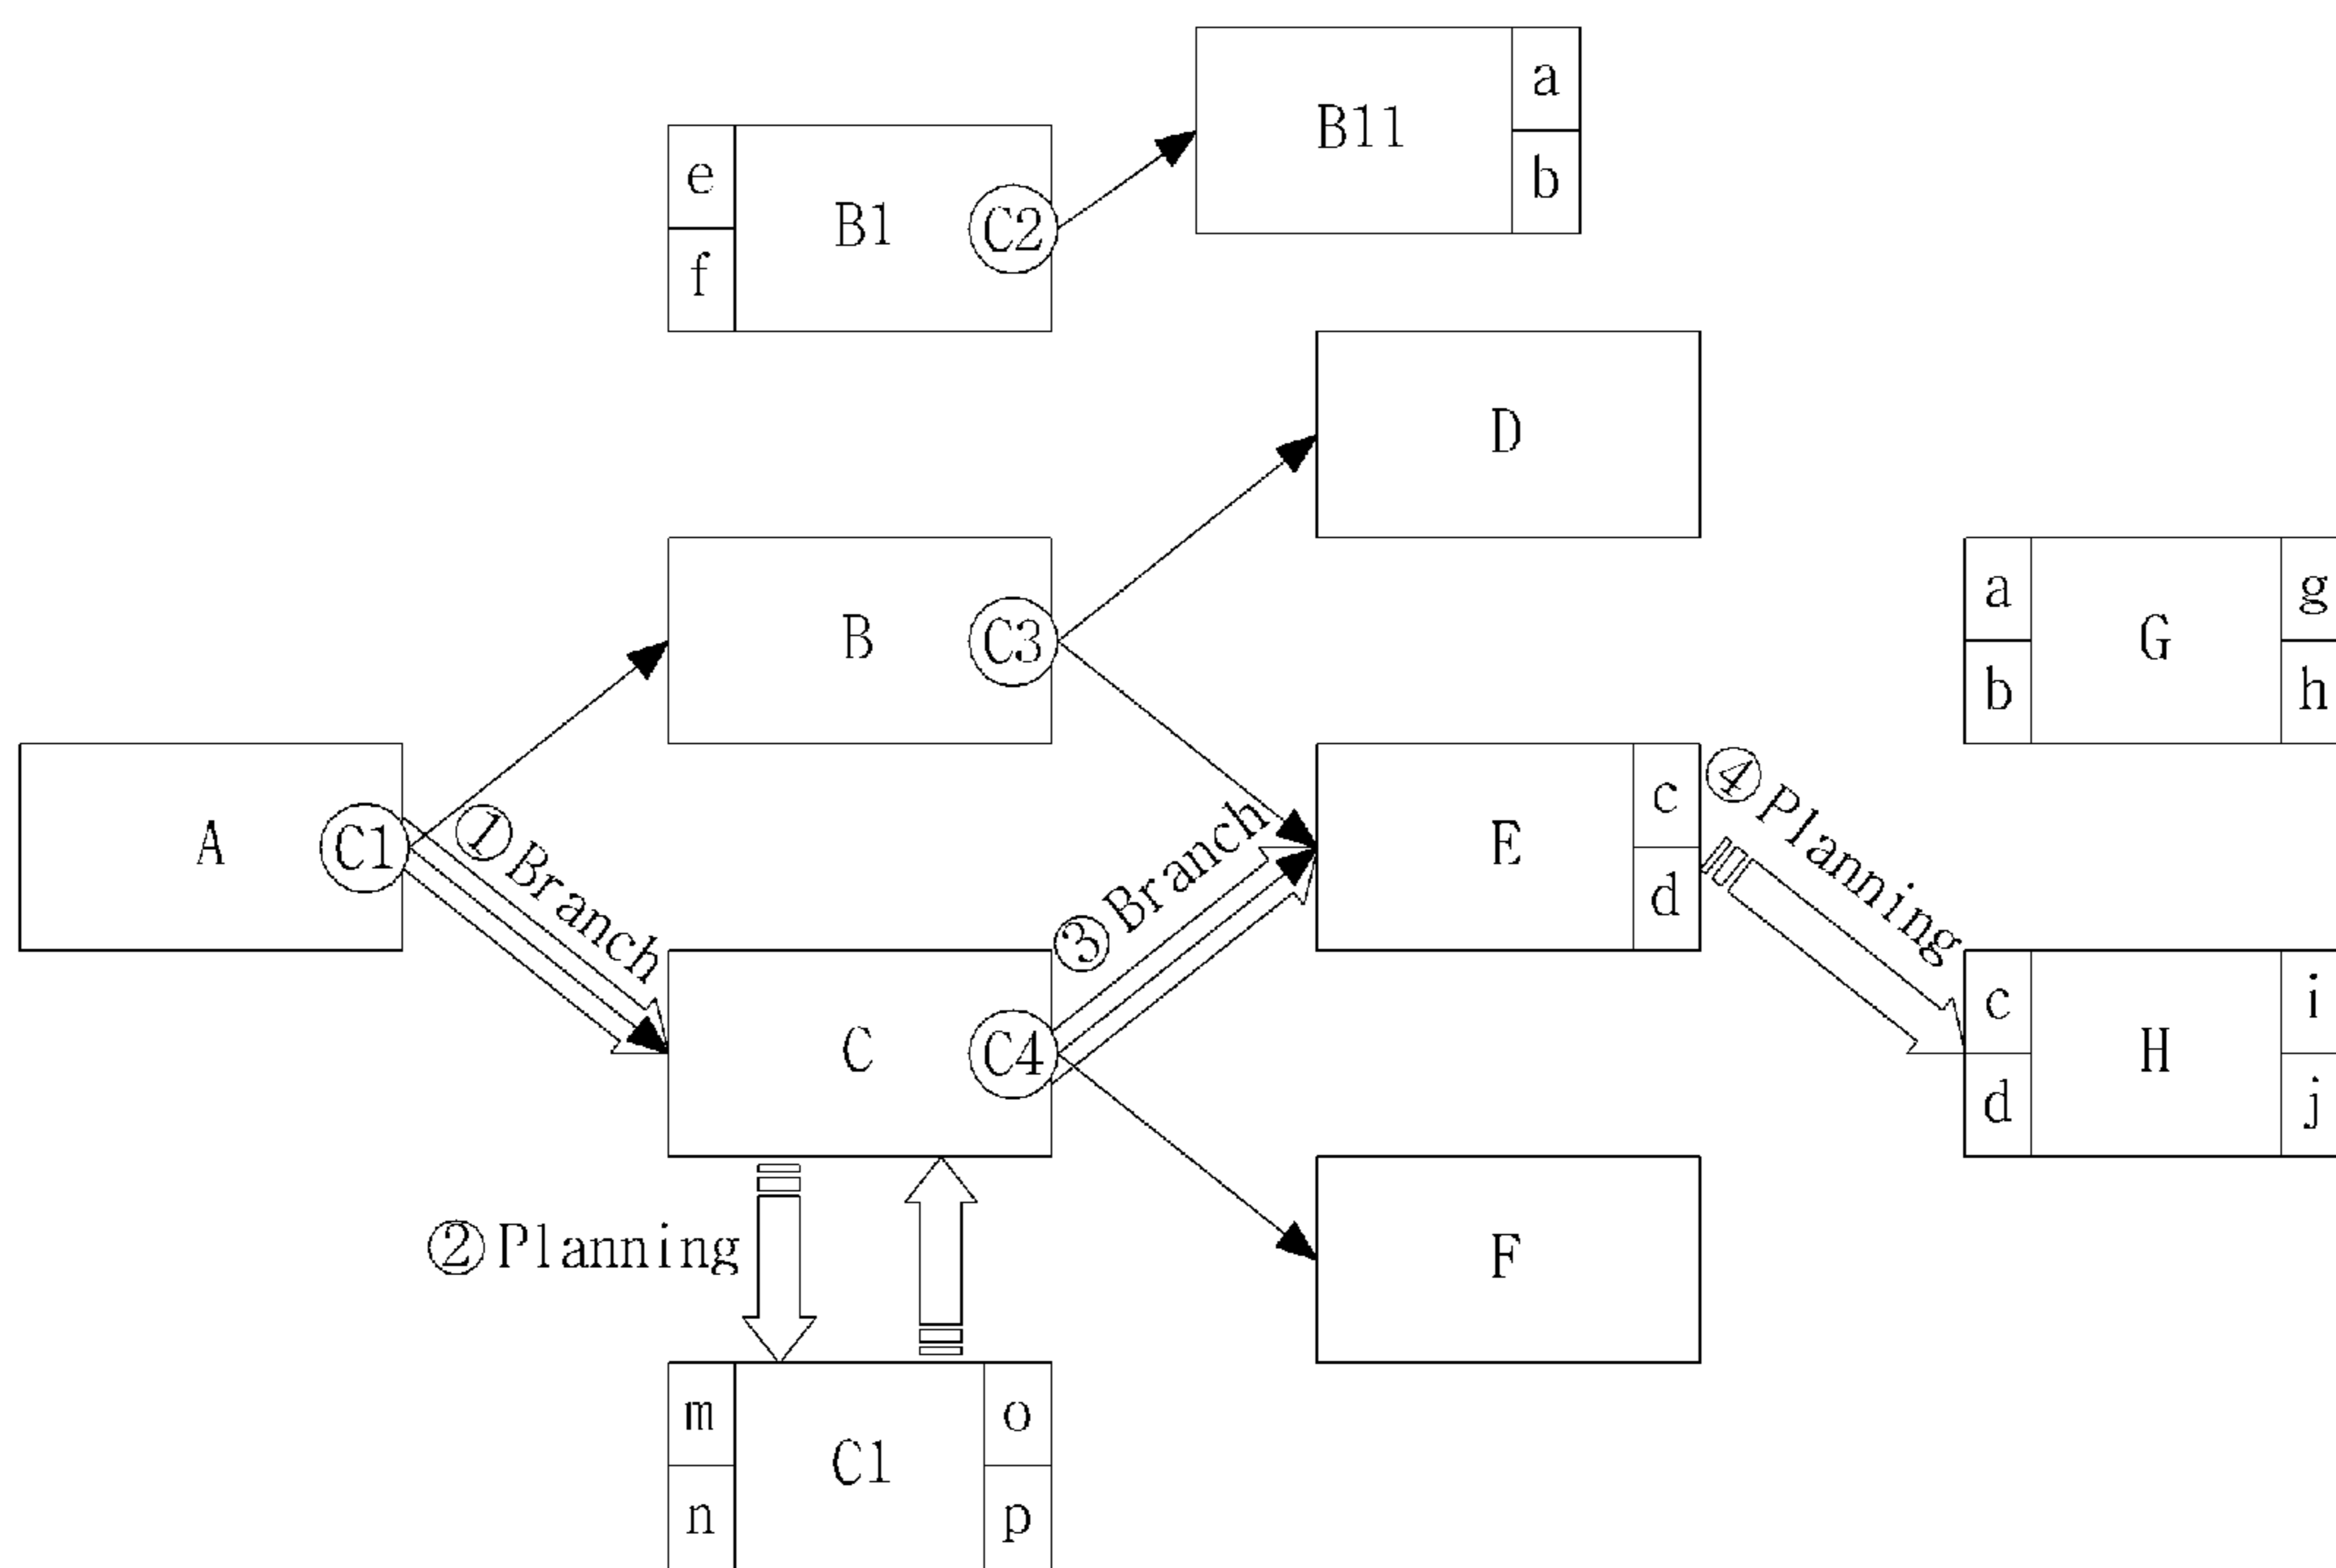 a
B11
b
e
B1
C2
f
D
B
C3
a
G
g
b
h
A
C1
①Branch
③Branch
E
c
d
④Planning
C
C4
c
H
i
d
j
②Planning
F
m
C1
o
n
p